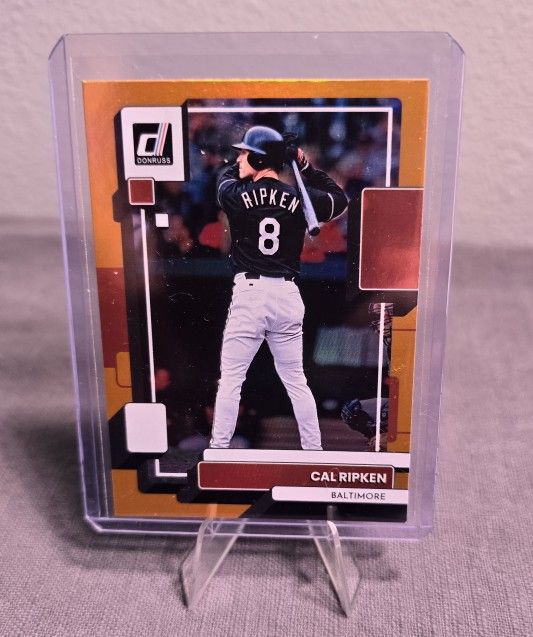 d
DONRUSS
RIPKEN
8
CAL RIPKEN
BALTIMORE